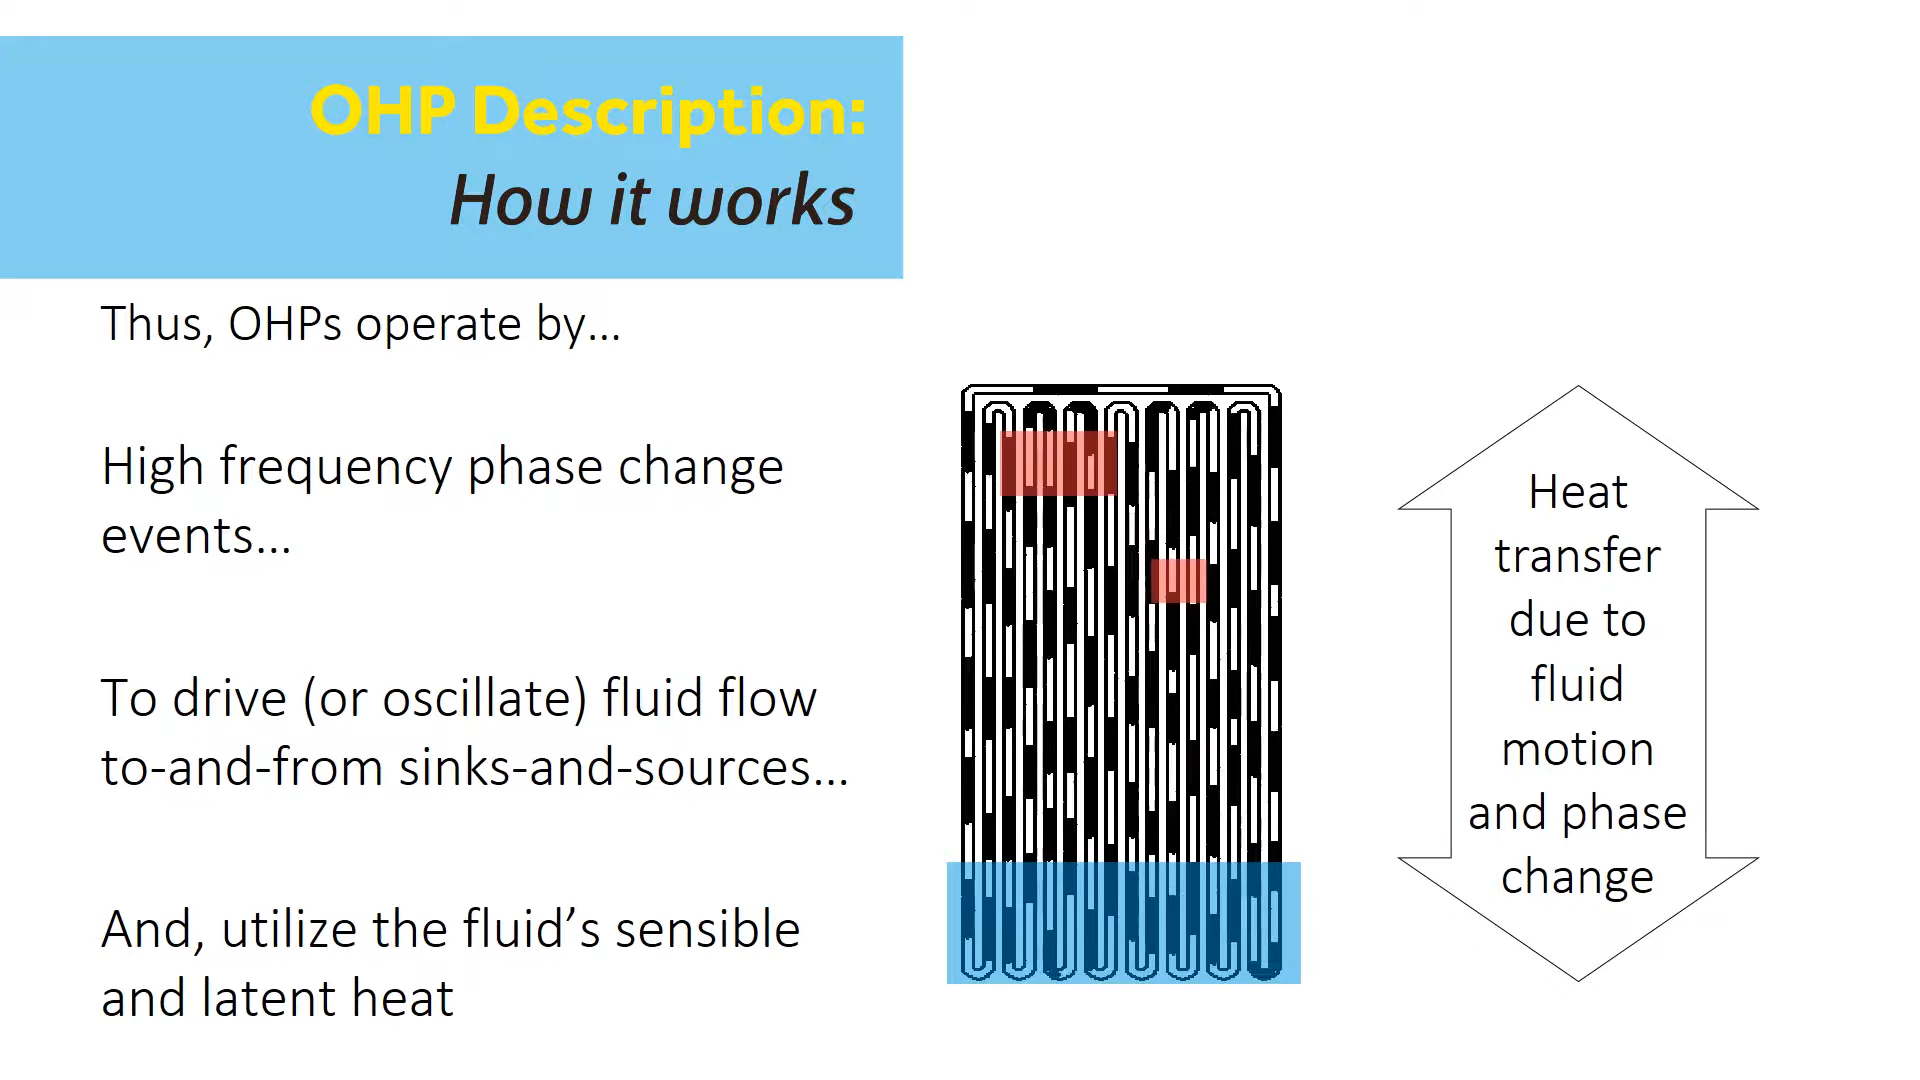 OHP Description:
How it works
Thus, OHPs operate by...
High frequency phase change
events...
To drive (or oscillate) fluid flow
to-and-from sinks-and-sources...
And, utilize the fluid’s sensible
and latent heat
Heat
transfer
due to
fluid
motion
and phase
change